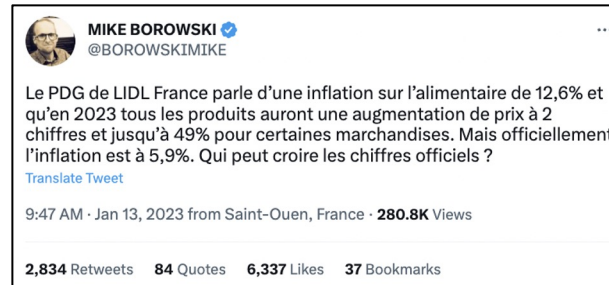 MIKE BOROWSKI
@BOROWSKIMIKE
Le PDG de LIDL France parle d'une inflation sur l'alimentaire de 12,6% et
qu'en 2023 tous les produits auront une augmentation de prix à 2
chiffres et jusqu'à 49% pour certaines marchandises. Mais officiellement
l'inflation est à 5,9%. Qui peut croire les chiffres officiels ?
Translate Tweet
9:47 AM · Jan 13, 2023 from Saint-Ouen, France · 280.8K Views
2,834 Retweets 84 Quotes 6,337 Likes 37 Bookmarks